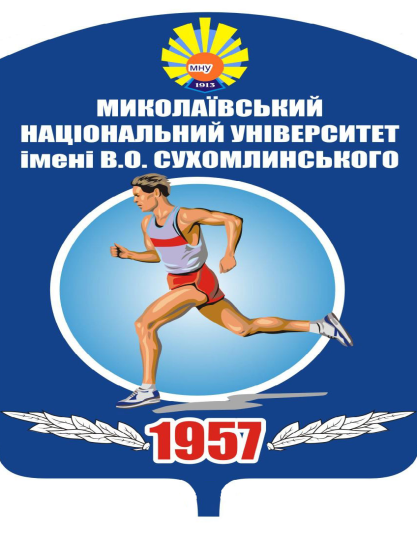 мну
1913
МИКОЛАЇВСЬКИЙ
НАЦІОНАЛЬНИЙ УНІВЕРСИТЕТ
імені В.О. СУХОМЛИНСЬКОГО
1957